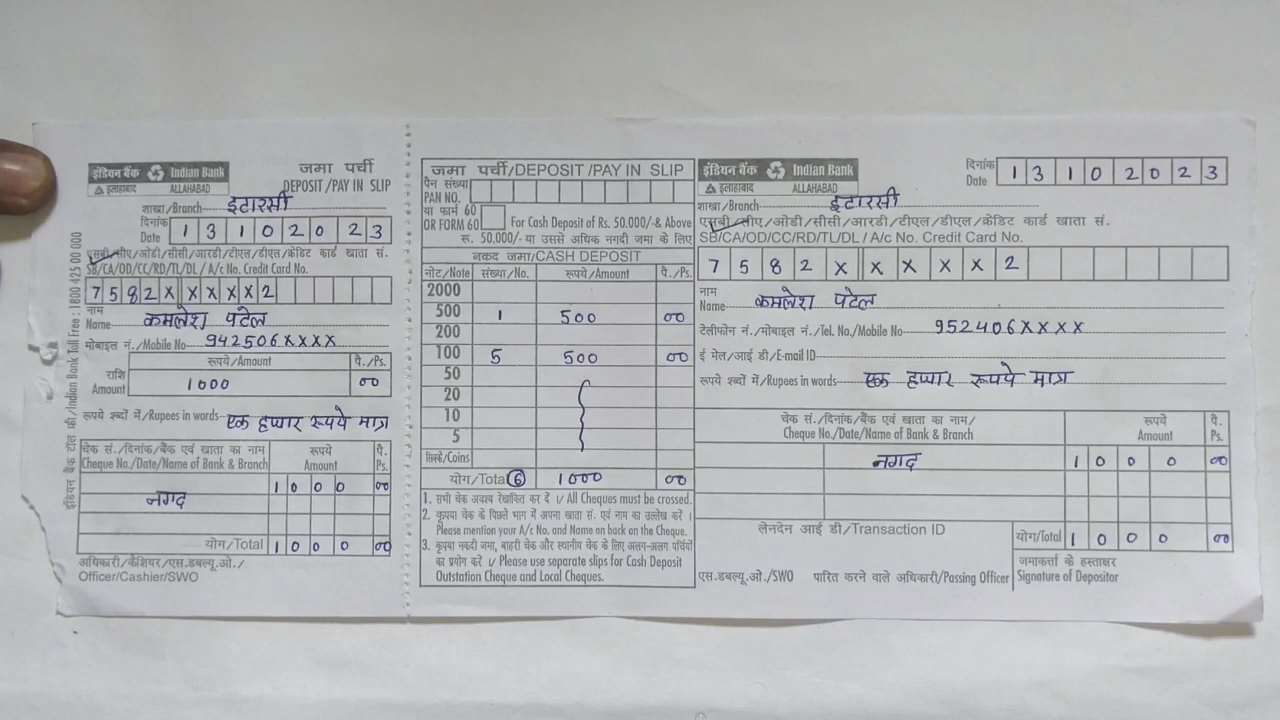 इंडियन बैंक Indian Bank
इलाहाबाद ALLAHABAD
जमा पर्ची
DEPOSIT/PAY IN SLIP
शाखा/Branch इटारसी
दिनांक
Date 1 3 1 0 2 0 2 3
एसबी/सीए/ओडी/सीसी/आरडी/टीएल/डीएल/क्रेडिट कार्ड खाता सं.
SB/CA/OD/CC/RD/TL/DL/A/c No. Credit Card No.
7 5 8 2 X X X X X 2
नाम
Name कमलेश पटेल
मोबाइल नं./Mobile No 942506XXXX
रूपये/Amount पै./Ps.
राशि
Amount 1000 00
रूपये शब्दों में/Rupees in words एक हजार रूपये मात्र
चेक सं./दिनांक/बैंक एवं खाता का नाम
Cheque No./Date/Name of Bank & Branch
रूपये
Amount
पै.
Ps.
1 0 0 0 00
नगद
योग/Total 1 0 0 0 00
अधिकारी/कैशियर/एस.डबल्यू.ओ./
Officer/Cashier/SWO
इंडियन बैंक टोल फ्री/Indian Bank Toll Free: 1800 425 00 000
जमा पर्ची/DEPOSIT/PAY IN SLIP
पैन संख्या
PAN NO.
या फार्म 60
OR FORM 60
For Cash Deposit of Rs. 50.000/-& Above
रू. 50.000/- या उससे अधिक नगदी जमा के लिए
नकद जमा/CASH DEPOSIT
नोट/Note संख्या/No. रूपये/Amount पै./Ps.
2000
500 1 500 00
200
100 5 500 00
50
20
10
5
सिक्के/Coins
योग/Total 6 1000 00
1. सभी चेक अवश्य रेखांकित कर दें ।/ All Cheques must be crossed.
2. कृपया चेक के पिछले भाग में अपना खाता सं. एवं नाम का उल्लेख करें ।
Please mention your A/c No. and Name on back on the Cheque.
3. कृपया नकदी जमा, बाहरी चेक और स्थानीय चेक के लिए अलग-अलग पर्चियों
का प्रयोग करें ।/ Please use separate slips for Cash Deposit
Outstation Cheque and Local Cheques.
इंडियन बैंक Indian Bank
इलाहाबाद ALLAHABAD
दिनांक
Date 1 3 1 0 2 0 2 3
शाखा/Branch इटारसी
एसबी/सीए/ओडी/सीसी/आरडी/टीएल/डीएल/क्रेडिट कार्ड खाता सं.
SB/CA/OD/CC/RD/TL/DL/A/c No. Credit Card No.
7 5 8 2 X X X X X 2
नाम
Name कमलेश पटेल
टेलीफोन नं./मोबाइल नं./Tel. No./Mobile No 952406XXXX
ई मेल/आई डी/E-mail ID
रूपये शब्दों में/Rupees in words एक हजार रूपये मात्र
चेक सं./दिनांक/बैंक एवं खाता का नाम/
Cheque No./Date/Name of Bank & Branch
रूपये
Amount
पै.
Ps.
नगद 1 0 0 0 00
लेनदेन आई डी/Transaction ID
योग/Total 1 0 0 0 00
एस.डबल्यू.ओ./SWO पारित करने वाले अधिकारी/Passing Officer
जमाकर्त्ता के हस्ताक्षर
Signature of Depositor